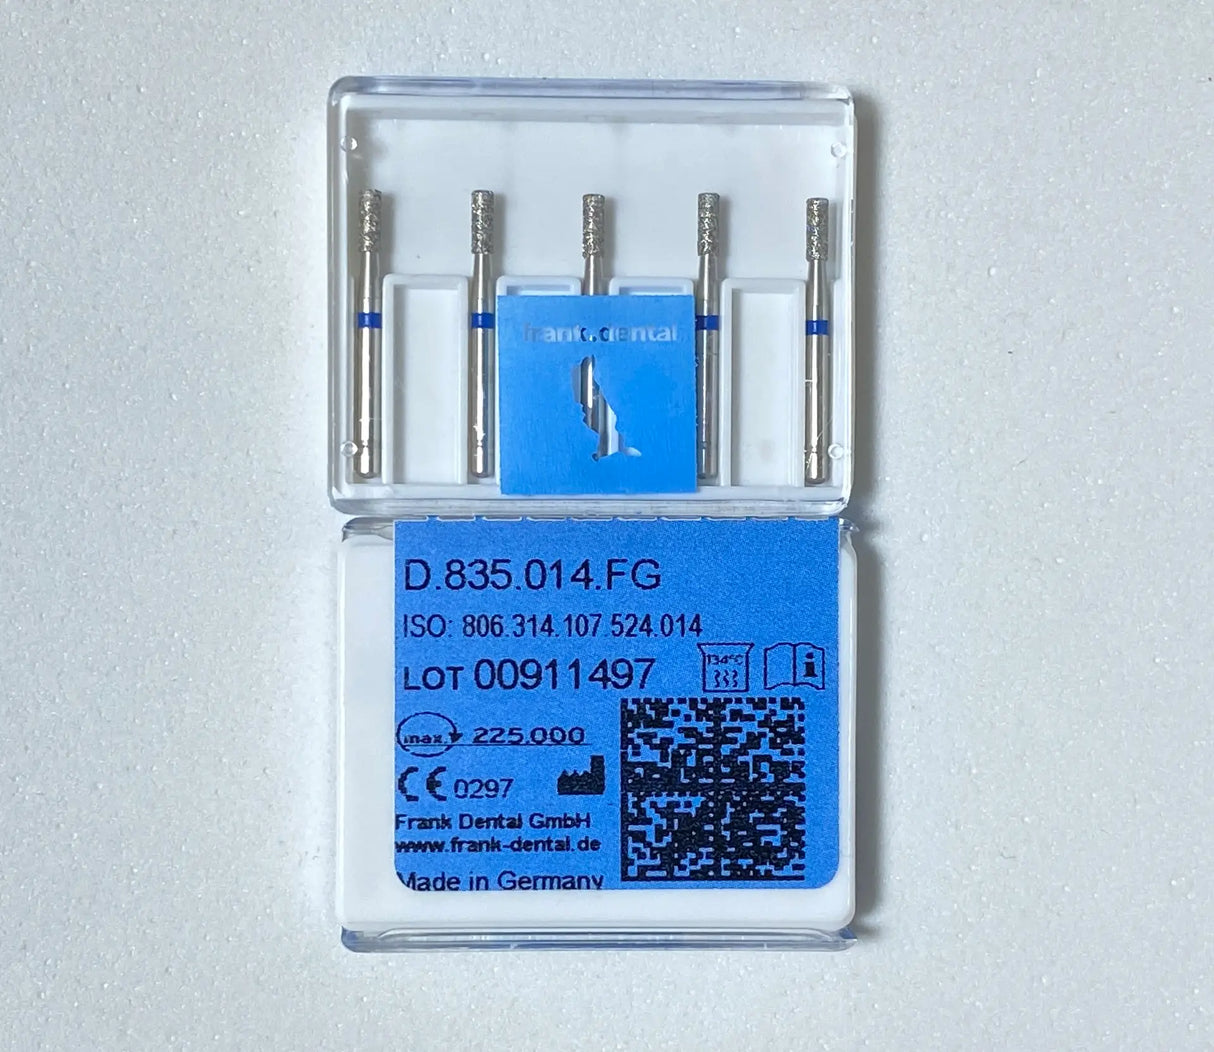 frank.dental
D.835.014.FG
ISO: 806.314.107.524.014
LOT 00911497
134°C
i
max. 225.000
CE 0297
Frank Dental GmbH
www.frank-dental.de
Made in Germany